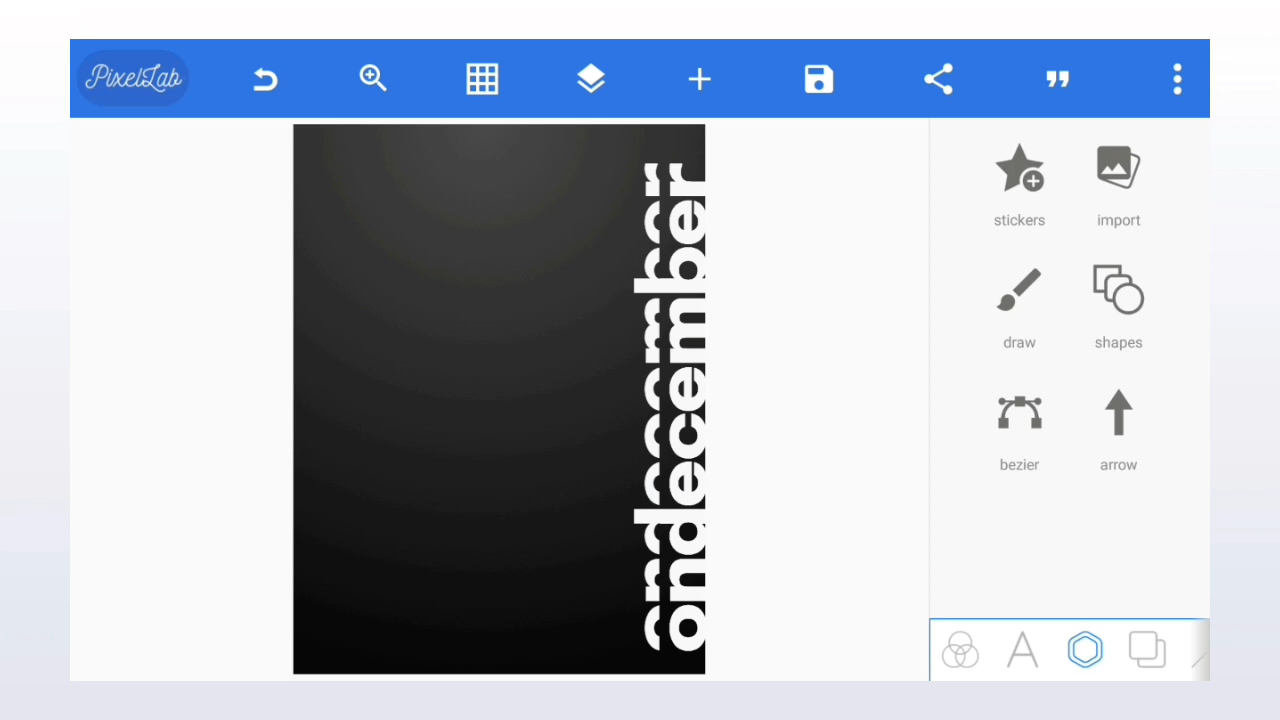 PixelLab
stickers
import
draw
shapes
bezier
arrow
ondecember
ondecember